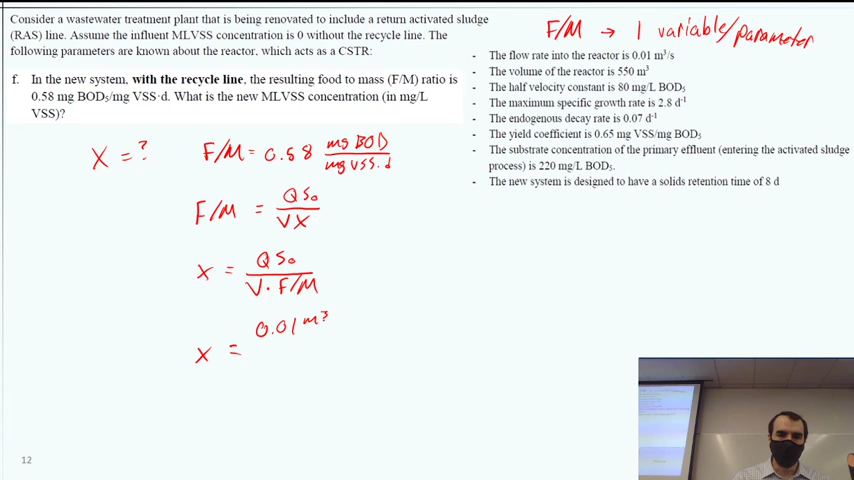 Consider a wastewater treatment plant that is being renovated to include a return activated sludge
(RAS) line. Assume the influent MLVSS concentration is 0 without the recycle line. The
following parameters are known about the reactor, which acts as a CSTR:
f. In the new system, with the recycle line, the resulting food to mass (F/M) ratio is
0.58 mg BOD₅/mg VSS·d. What is the new MLVSS concentration (in mg/L
VSS)?
F/M → 1 variable/parameter
- The flow rate into the reactor is 0.01 m³/s
- The volume of the reactor is 550 m³
- The half velocity constant is 80 mg/L BOD₅
- The maximum specific growth rate is 2.8 d⁻¹
- The endogenous decay rate is 0.07 d⁻¹
- The yield coefficient is 0.65 mg VSS/mg BOD₅
- The substrate concentration of the primary effluent (entering the activated sludge
process) is 220 mg/L BOD₅.
- The new system is designed to have a solids retention time of 8 d
X = ? F/M = 0.58 mg BOD / mg VSS·d
F/M = QS₀ / VX
X = QS₀ / V · F/M
X = 0.01 m³
12